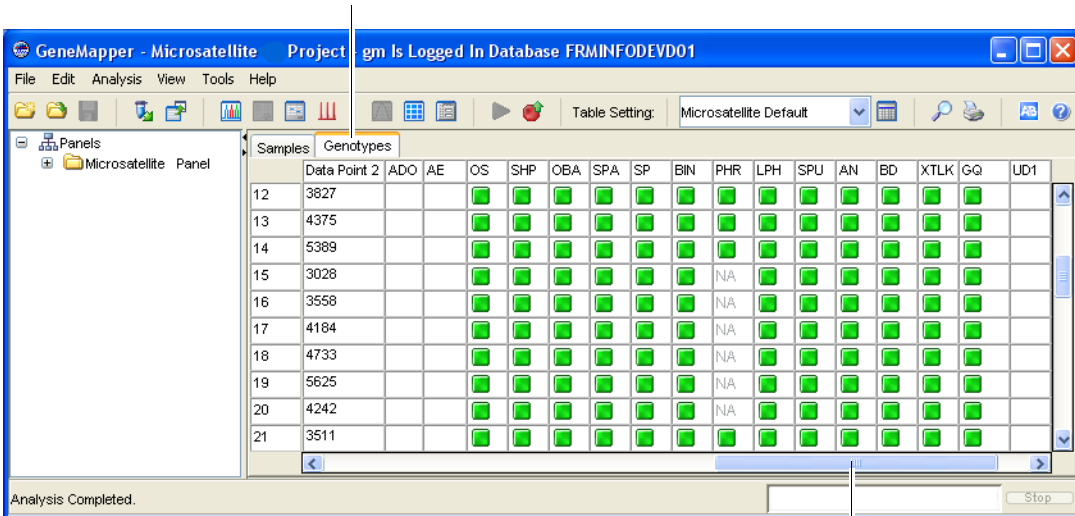 GeneMapper - Microsatellite Project - gm Is Logged In Database FRMINFODEVD01
File Edit Analysis View Tools Help
Table Setting: Microsatellite Default AB ?
Panels
Microsatellite Panel
Samples Genotypes
Data Point 2 ADO AE OS SHP OBA SPA SP BIN PHR LPH SPU AN BD XTLK GQ UD1
12 3827
13 4375
14 5389
15 3028 NA
16 3558 NA
17 4184 NA
18 4733 NA
19 5625 NA
20 4242 NA
21 3511
Analysis Completed. Stop